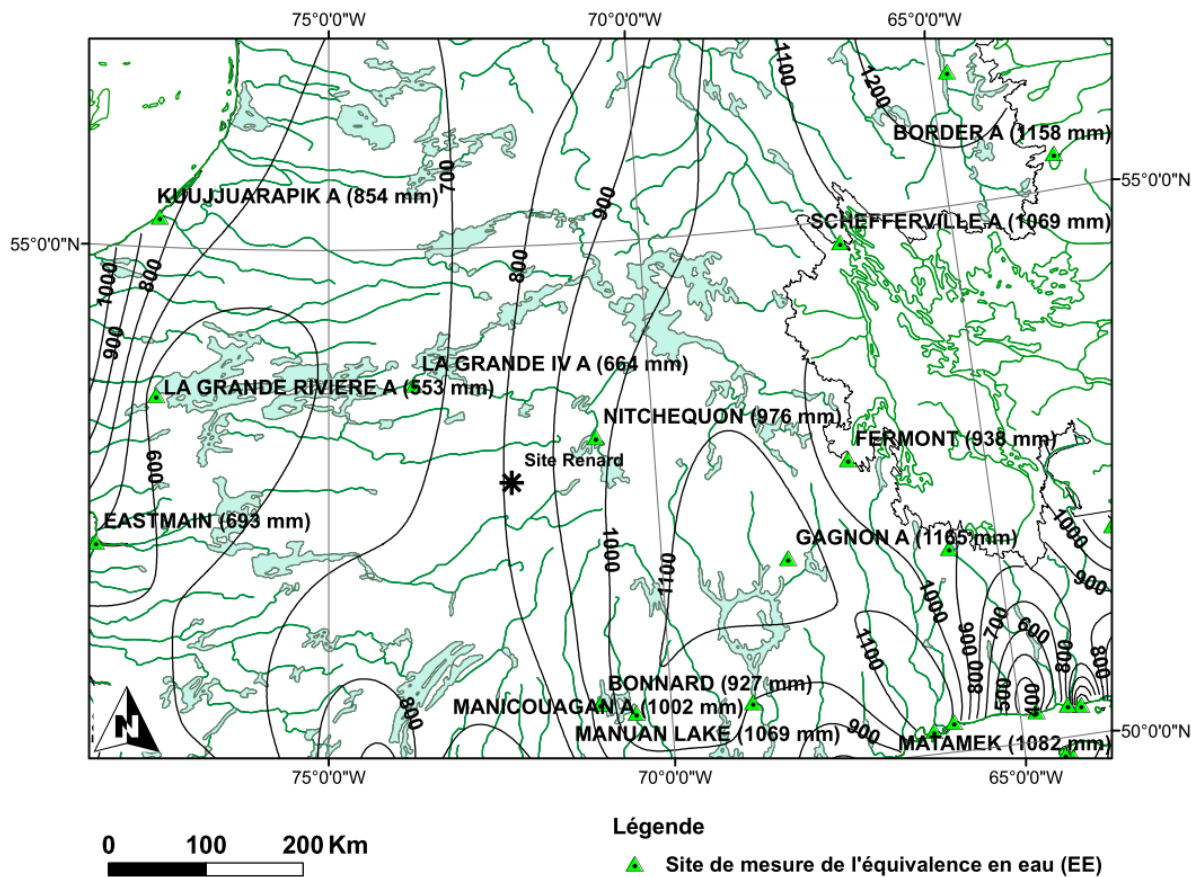 75°0'0"W 70°0'0"W 65°0'0"W
1100
1200
BORDER A (1158 mm)
55°0'0"N
700
KUUJJUARAPIK A (854 mm)
900
SCHEFFERVILLE A (1069 mm)
55°0'0"N
800
1000
800
900
LA GRANDE IV A (664 mm)
LA GRANDE RIVIERE A (553 mm)
NITCHEQUON (976 mm)
FERMONT (938 mm)
600
Site Renard
EASTMAIN (693 mm)
GAGNON A (1165 mm)
1000
1000
1100
900
1000
700
600
900
1100
800
800
800
500
400
BONNARD (927 mm)
800
MANICOUAGAN A (1002 mm)
N
MANUAN LAKE (1069 mm)
900
MATAMEK (1082 mm)
50°0'0"N
75°0'0"W 70°0'0"W 65°0'0"W
0 100 200 Km
Légende
Site de mesure de l'équivalence en eau (EE)